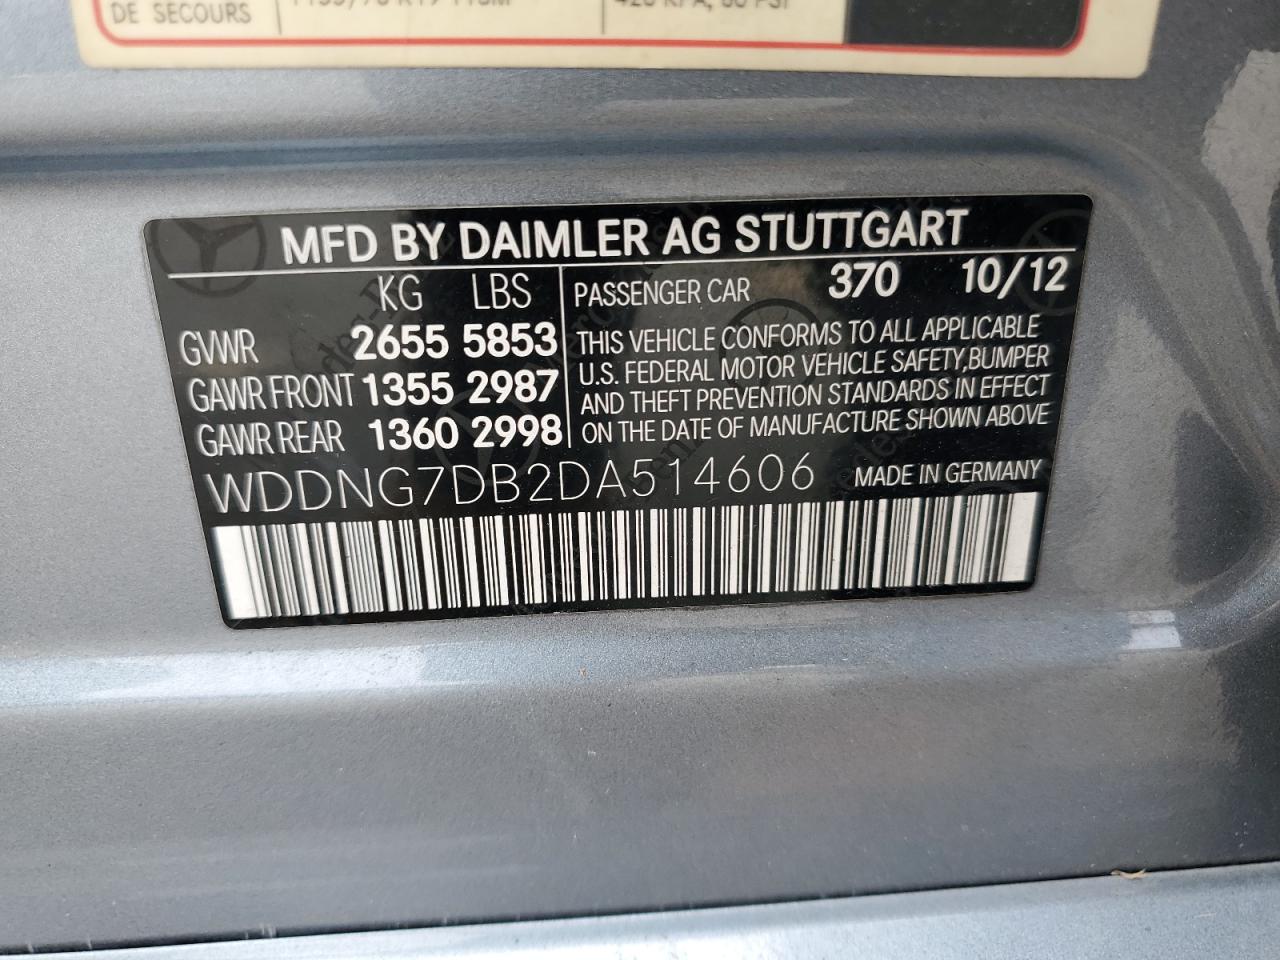 DE SECOURS
MFD BY DAIMLER AG STUTTGART
KG LBS
PASSENGER CAR 370 10/12
GVWR 2655 5853
GAWR FRONT 1355 2987
GAWR REAR 1360 2998
THIS VEHICLE CONFORMS TO ALL APPLICABLE
U.S. FEDERAL MOTOR VEHICLE SAFETY,BUMPER
AND THEFT PREVENTION STANDARDS IN EFFECT
ON THE DATE OF MANUFACTURE SHOWN ABOVE
WDDNG7DB2DA514606 MADE IN GERMANY